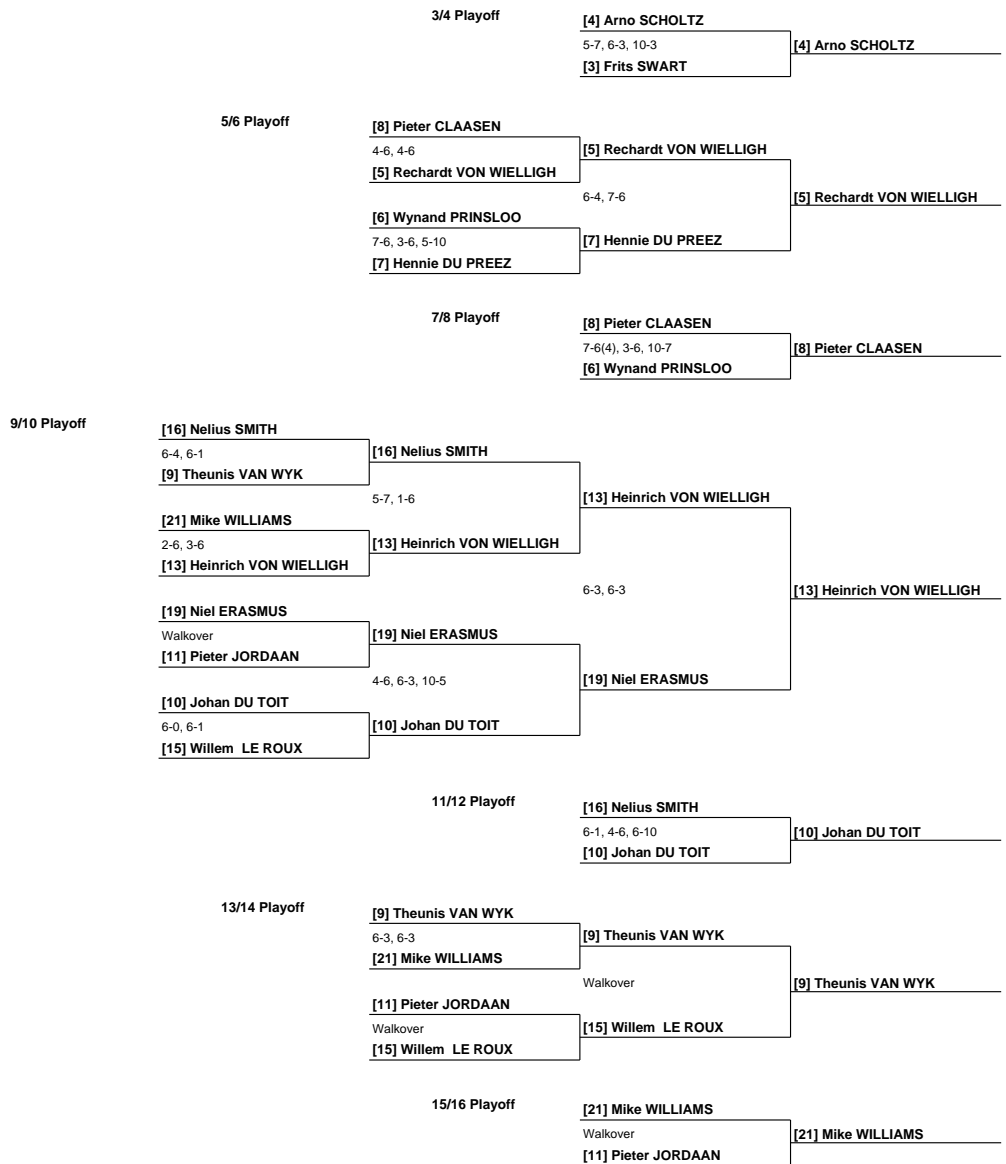 3/4 Playoff
[4] Arno SCHOLTZ
5-7, 6-3, 10-3
[4] Arno SCHOLTZ
[3] Frits SWART
5/6 Playoff
[8] Pieter CLAASEN
4-6, 4-6
[5] Rechardt VON WIELLIGH
[5] Rechardt VON WIELLIGH
6-4, 7-6
[5] Rechardt VON WIELLIGH
[6] Wynand PRINSLOO
7-6, 3-6, 5-10
[7] Hennie DU PREEZ
[7] Hennie DU PREEZ
7/8 Playoff
[8] Pieter CLAASEN
7-6(4), 3-6, 10-7
[8] Pieter CLAASEN
[6] Wynand PRINSLOO
9/10 Playoff
[16] Nelius SMITH
6-4, 6-1
[16] Nelius SMITH
[9] Theunis VAN WYK
5-7, 1-6
[13] Heinrich VON WIELLIGH
[21] Mike WILLIAMS
2-6, 3-6
[13] Heinrich VON WIELLIGH
[13] Heinrich VON WIELLIGH
6-3, 6-3
[13] Heinrich VON WIELLIGH
[19] Niel ERASMUS
Walkover
[19] Niel ERASMUS
[11] Pieter JORDAAN
4-6, 6-3, 10-5
[19] Niel ERASMUS
[10] Johan DU TOIT
6-0, 6-1
[10] Johan DU TOIT
[15] Willem  LE ROUX
11/12 Playoff
[16] Nelius SMITH
6-1, 4-6, 6-10
[10] Johan DU TOIT
[10] Johan DU TOIT
13/14 Playoff
[9] Theunis VAN WYK
6-3, 6-3
[9] Theunis VAN WYK
[21] Mike WILLIAMS
Walkover
[9] Theunis VAN WYK
[11] Pieter JORDAAN
Walkover
[15] Willem  LE ROUX
[15] Willem  LE ROUX
15/16 Playoff
[21] Mike WILLIAMS
Walkover
[21] Mike WILLIAMS
[11] Pieter JORDAAN